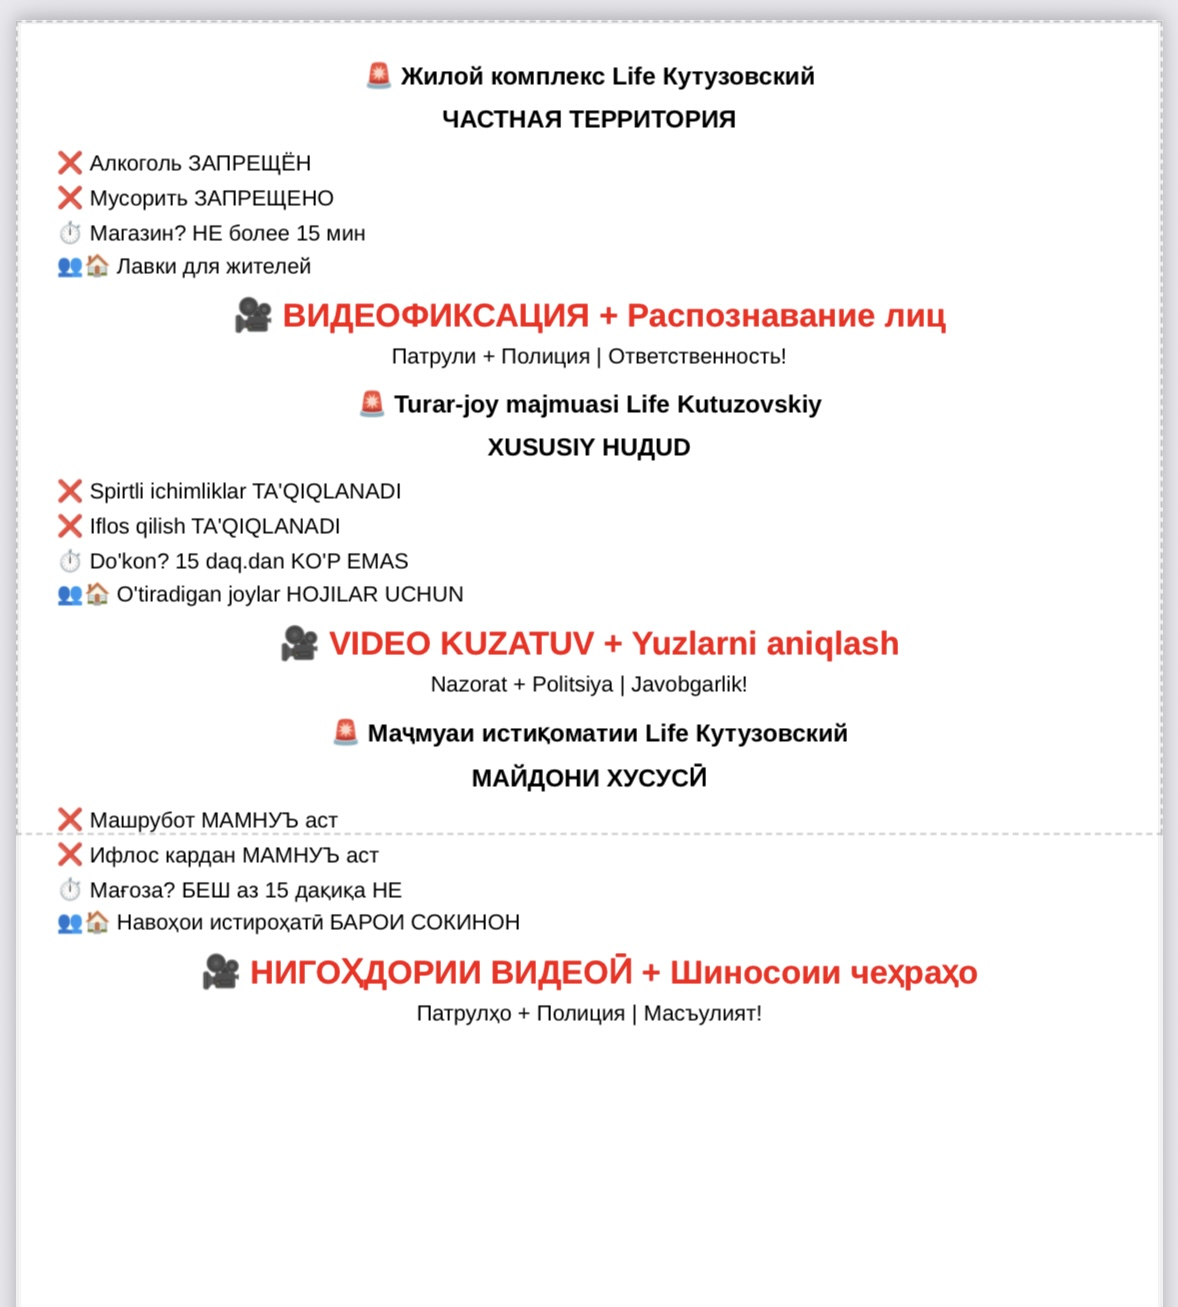 🚨 Жилой комплекс Life Кутузовский
ЧАСТНАЯ ТЕРРИТОРИЯ
❌ Алкоголь ЗАПРЕЩЁН
❌ Мусорить ЗАПРЕЩЕНО
⏱️ Магазин? НЕ более 15 мин
👥🏠 Лавки для жителей
🎥 ВИДЕОФИКСАЦИЯ + Распознавание лиц
Патрули + Полиция | Ответственность!
🚨 Turar-joy majmuasi Life Kutuzovskiy
XUSUSIY HUДUD
❌ Spirtli ichimliklar TA'QIQLANADI
❌ Iflos qilish TA'QIQLANADI
⏱️ Do'kon? 15 daq.dan KO'P EMAS
👥🏠 O'tiradigan joylar HOJILAR UCHUN
🎥 VIDEO KUZATUV + Yuzlarni aniqlash
Nazorat + Politsiya | Javobgarlik!
🚨 Маҷмуаи истиқоматии Life Кутузовский
МАЙДОНИ ХУСУСӢ
❌ Машрубот МАМНУЪ аст
❌ Ифлос кардан МАМНУЪ аст
⏱️ Мағоза? БЕШ аз 15 дақиқа НЕ
👥🏠 Навоҳои истироҳатӣ БАРОИ СОКИНОН
🎥 НИГОҲДОРИИ ВИДЕОӢ + Шиносоии чеҳраҳо
Патрулҳо + Полиция | Масъулият!